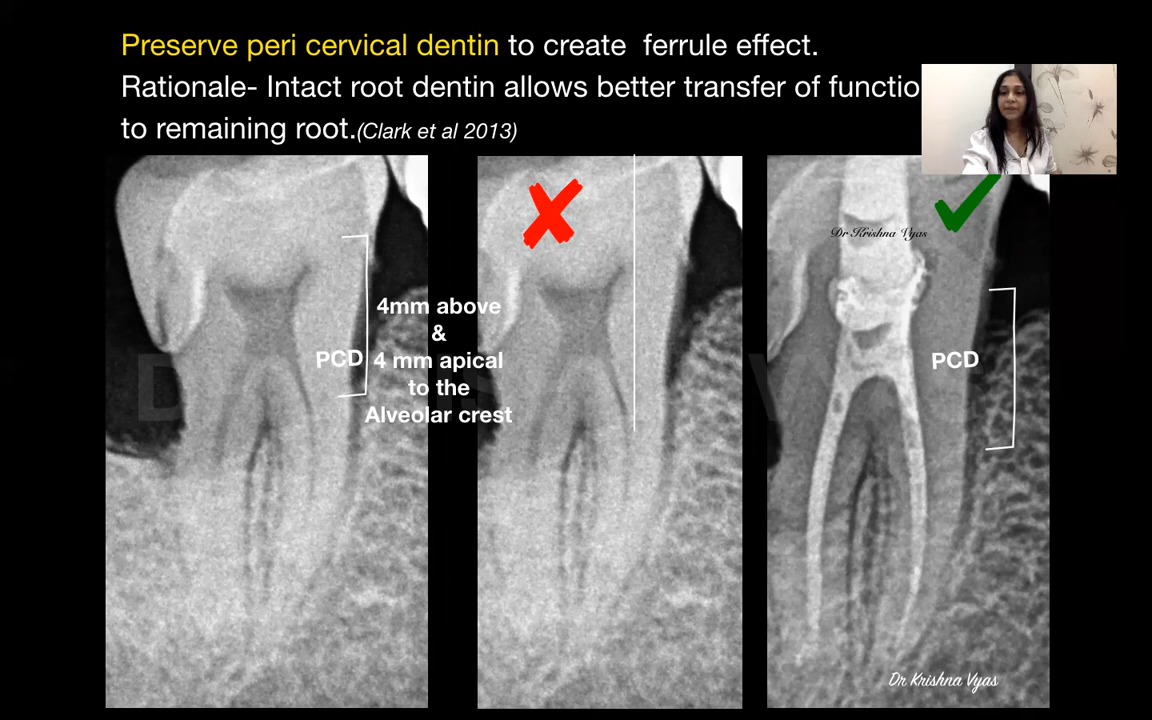 Preserve peri cervical dentin to create ferrule effect.
Rationale- Intact root dentin allows better transfer of functio
to remaining root.(Clark et al 2013)
Dr Krishna Vyas
4mm above
&
PCD 4 mm apical
to the
Alveolar crest
PCD
Dr Krishna Vyas